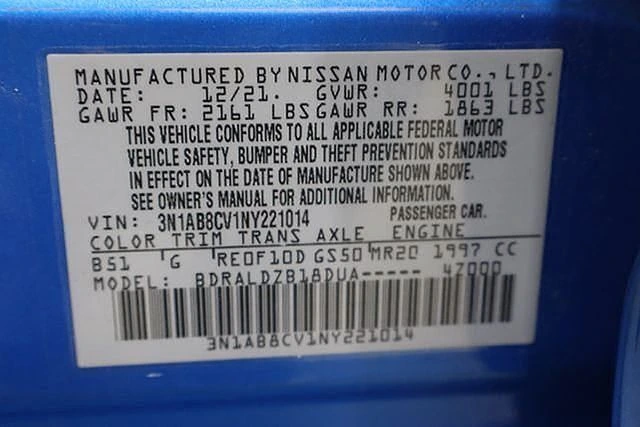 MANUFACTURED BY NISSAN MOTOR CO., LTD.
DATE: 12/21. GVWR: 4001 LBS
GAWR FR: 2161 LBS GAWR RR: 1863 LBS
THIS VEHICLE CONFORMS TO ALL APPLICABLE FEDERAL MOTOR
VEHICLE SAFETY, BUMPER AND THEFT PREVENTION STANDARDS
IN EFFECT ON THE DATE OF MANUFACTURE SHOWN ABOVE.
SEE OWNER'S MANUAL FOR ADDITIONAL INFORMATION.
VIN: 3N1AB8CV1NY221014 PASSENGER CAR.
COLOR TRIM TRANS AXLE ENGINE
B51 G RE0F10D GS50 MR20 1997 CC
MODEL: BDRALDZB18DUA----- 4Z000
3N1AB8CV1NY221014